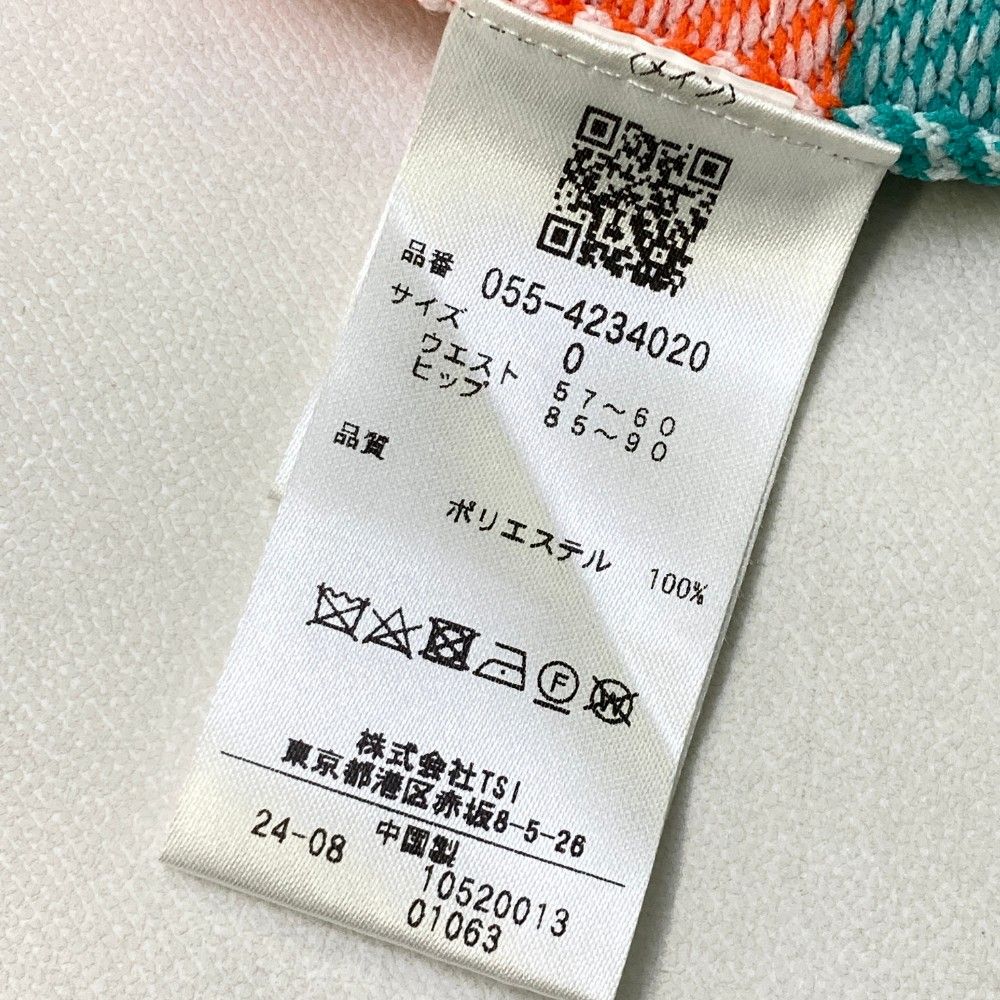 (メイン)
品番 055-4234020
サイズ 0
ウエスト 57～60
ヒップ 85～90
品質
ポリエステル 100%
F
W
株式会社TSI
東京都港区赤坂8-5-26
24-08 中国製
10520013
01063